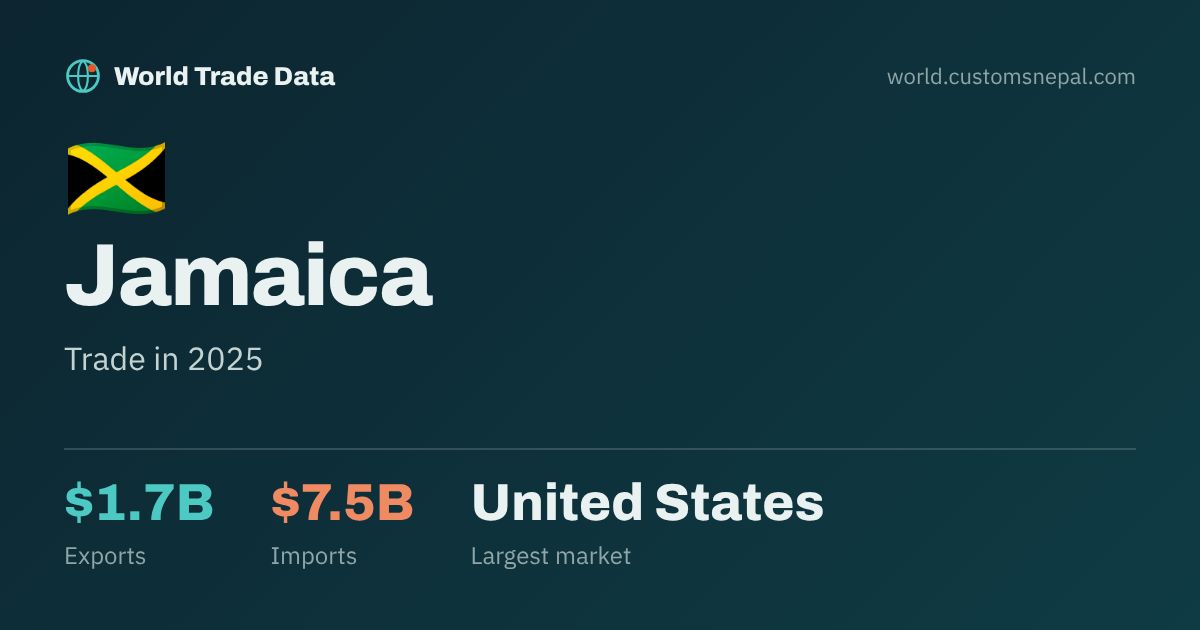 World Trade Data
world.customsnepal.com
Jamaica
Trade in 2025
$1.7B
Exports
$7.5B
Imports
United States
Largest market